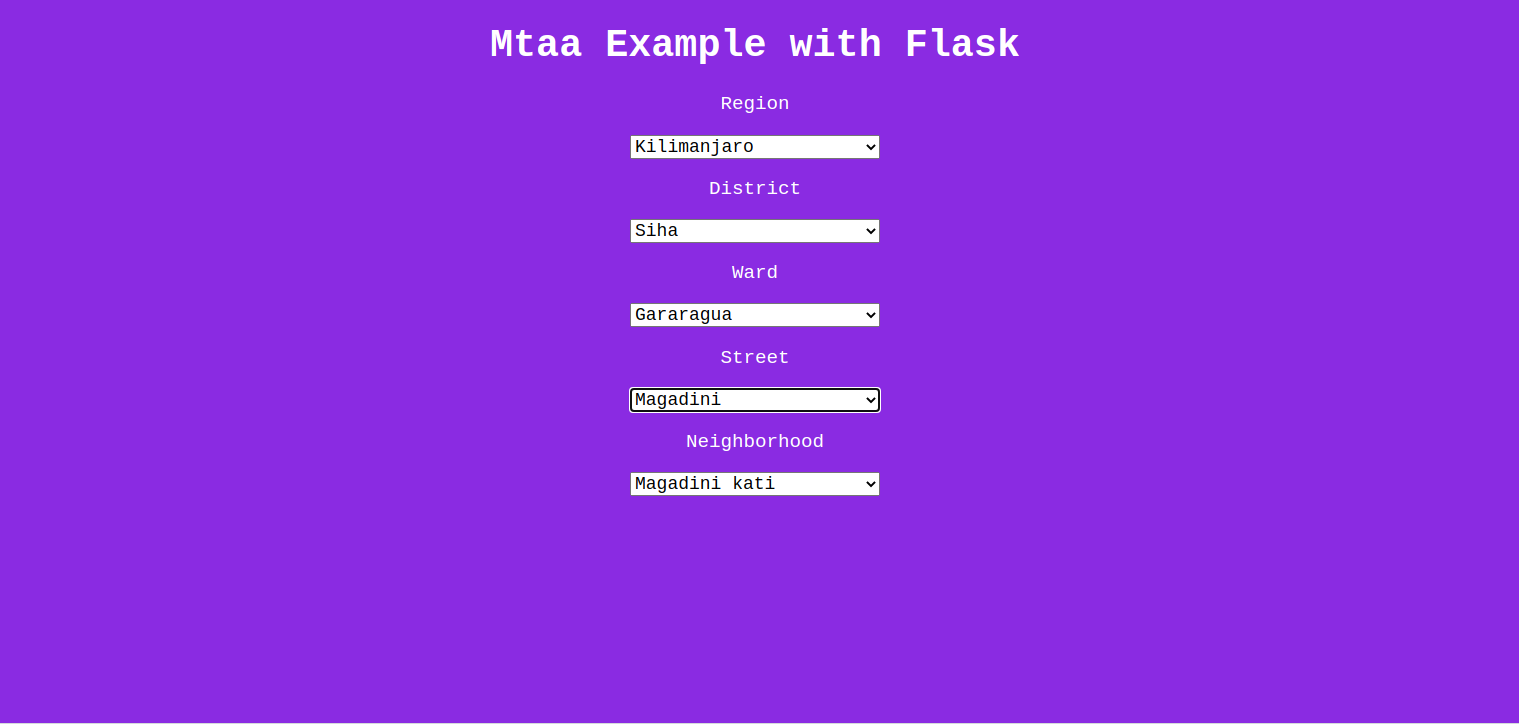 Mtaa Example with Flask
Region
Kilimanjaro
District
Siha
Ward
Gararagua
Street
Magadini
Neighborhood
Magadini kati